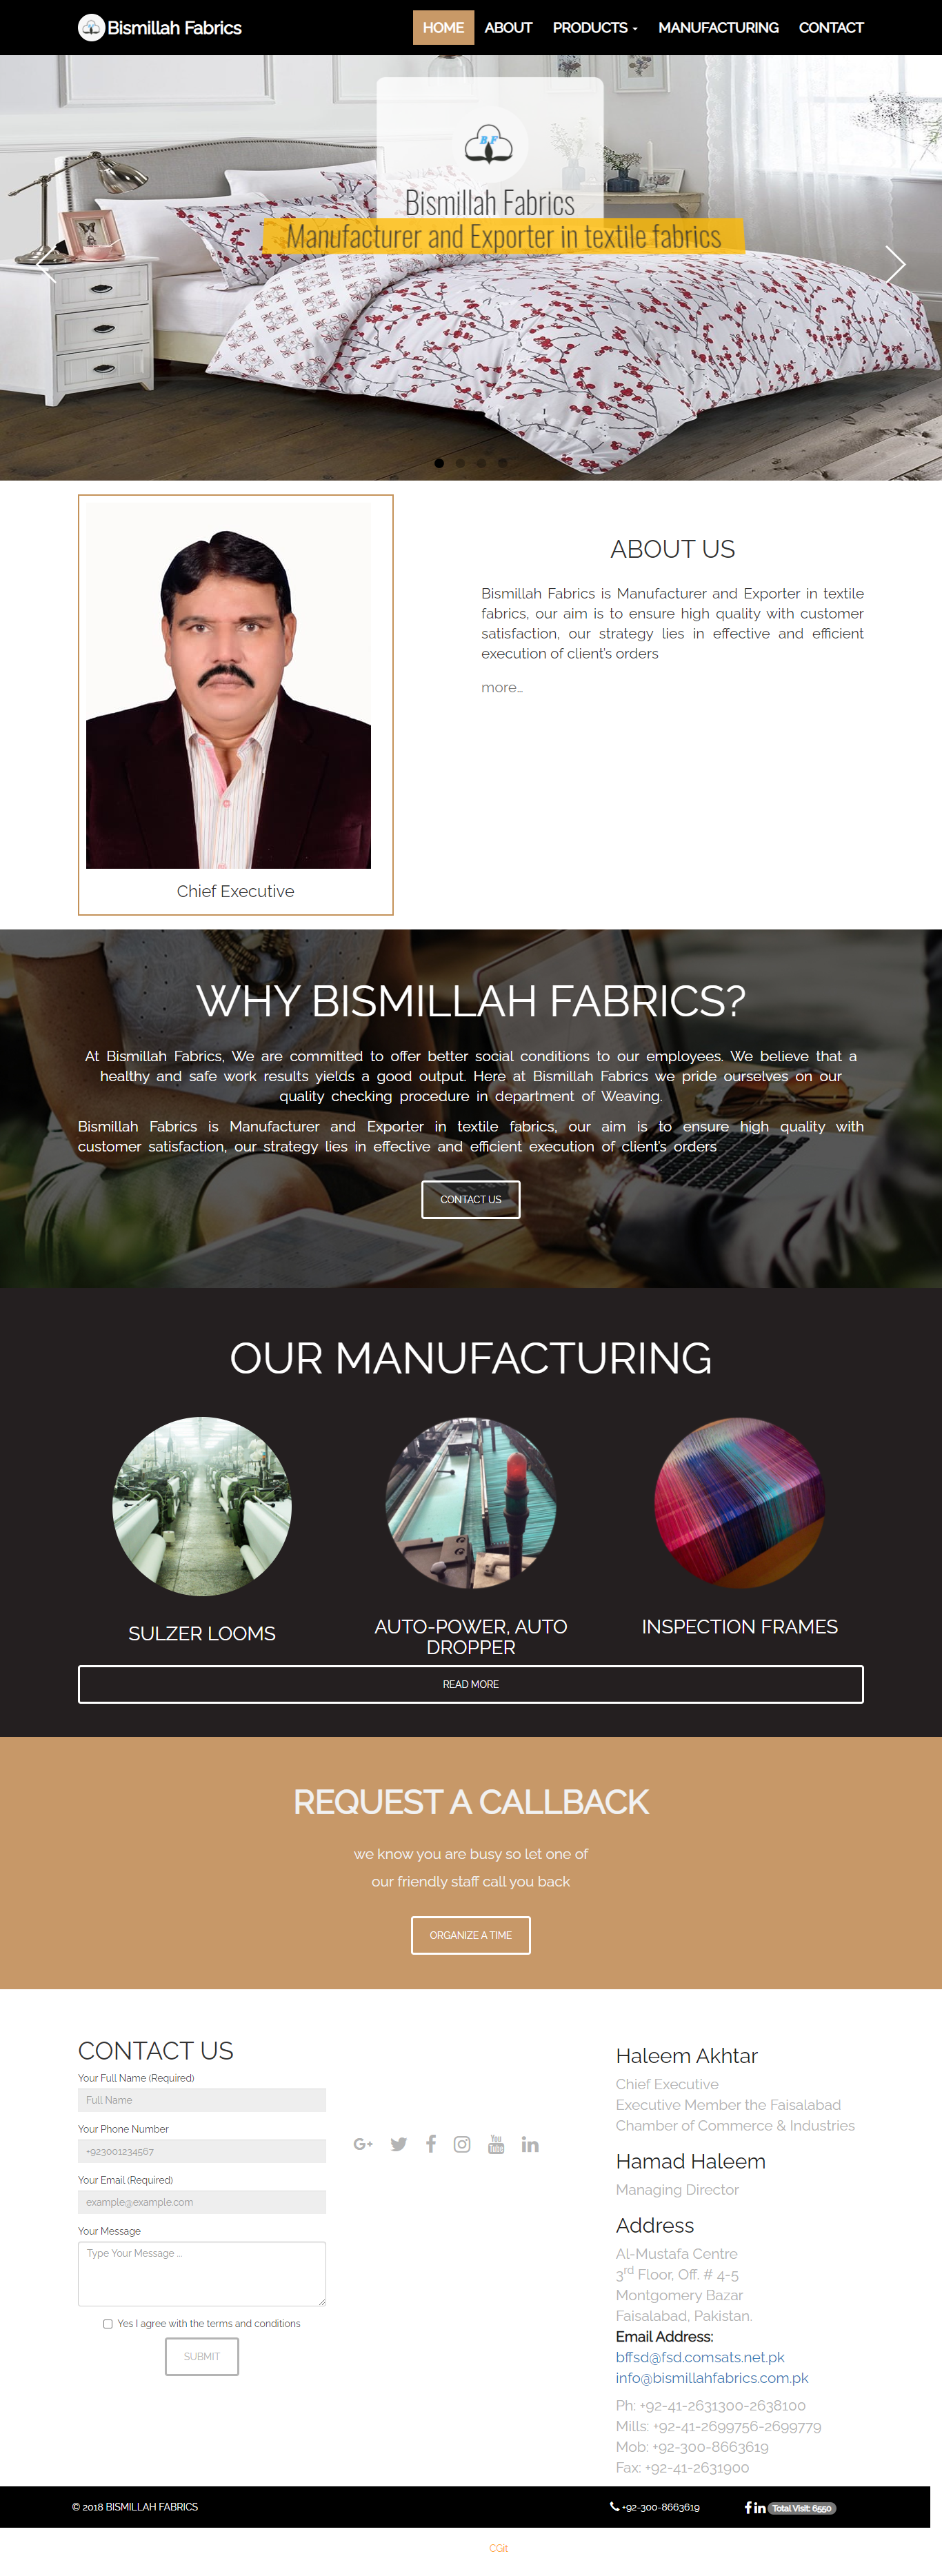 Bismillah Fabrics
HOME ABOUT PRODUCTS MANUFACTURING CONTACT
B F
Bismillah Fabrics
Manufacturer and Exporter in textile fabrics
Chief Executive
ABOUT US
Bismillah Fabrics is Manufacturer and Exporter in textile
fabrics, our aim is to ensure high quality with customer
satisfaction, our strategy lies in effective and efficient
execution of client's orders
more...
WHY BISMILLAH FABRICS?
At Bismillah Fabrics, We are committed to offer better social conditions to our employees. We believe that a
healthy and safe work results yields a good output. Here at Bismillah Fabrics we pride ourselves on our
quality checking procedure in department of Weaving.
Bismillah Fabrics is Manufacturer and Exporter in textile fabrics, our aim is to ensure high quality with
customer satisfaction, our strategy lies in effective and efficient execution of client's orders
CONTACT US
OUR MANUFACTURING
SULZER LOOMS
AUTO-POWER, AUTO
DROPPER
INSPECTION FRAMES
READ MORE
REQUEST A CALLBACK
we know you are busy so let one of
our friendly staff call you back
ORGANIZE A TIME
CONTACT US
Your Full Name (Required)
Full Name
Your Phone Number
+923001234567
Your Email (Required)
example@example.com
Your Message
Type Your Message ...
Yes I agree with the terms and conditions
SUBMIT
You Tube
Haleem Akhtar
Chief Executive
Executive Member the Faisalabad
Chamber of Commerce & Industries
Hamad Haleem
Managing Director
Address
Al-Mustafa Centre
3rd Floor, Off. # 4-5
Montgomery Bazar
Faisalabad, Pakistan.
Email Address:
bffsd@fsd.comsats.net.pk
info@bismillahfabrics.com.pk
Ph: +92-41-2631300-2638100
Mills: +92-41-2699756-2699779
Mob: +92-300-8663619
Fax: +92-41-2631900
© 2018 BISMILLAH FABRICS
+92-300-8663619
Total Visit: 6550
CGit